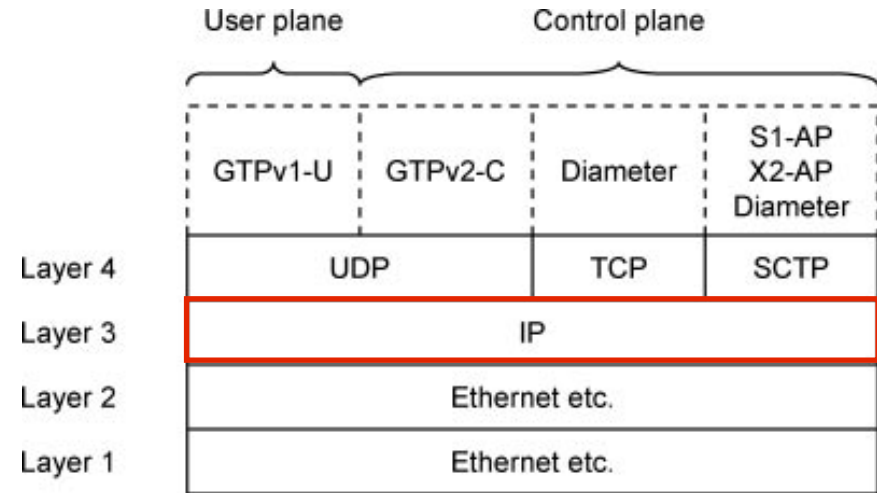 User plane
Control plane
GTPv1-U
GTPv2-C
Diameter
S1-AP
X2-AP
Diameter
Layer 4
UDP
TCP
SCTP
Layer 3
IP
Layer 2
Ethernet etc.
Layer 1
Ethernet etc.